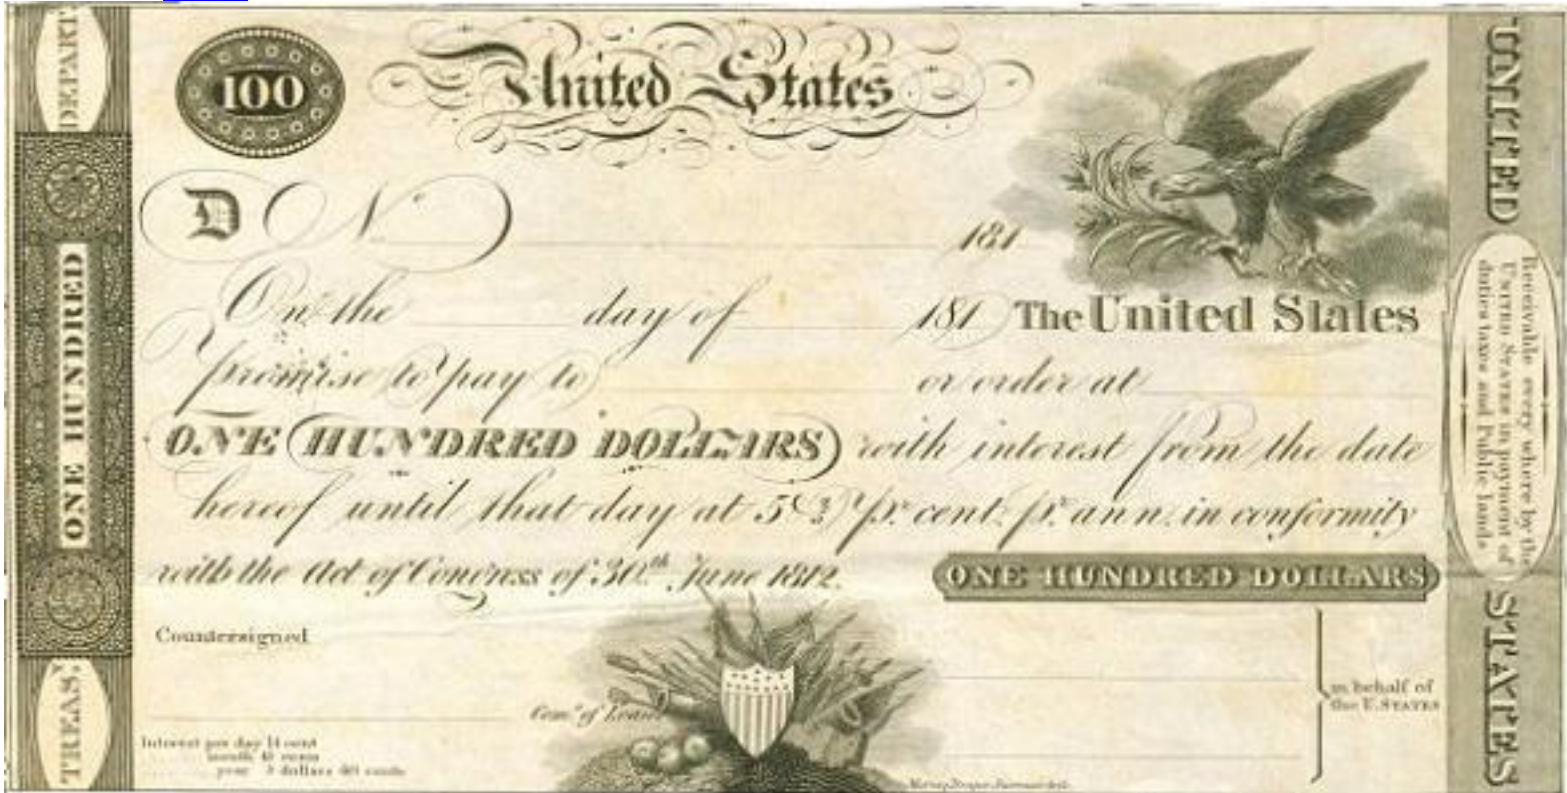 DEPART.
ONE HUNDRED
TREAS.Y
100
United States
D N 181
On the day of 181 The United States
promise to pay to or order at
ONE HUNDRED DOLLARS with interest from the date
hereof until that day at 5 2/5 pr. cent. pr. ann. in conformity
with the Act of Congress of 30th June 1812.
ONE HUNDRED DOLLARS
Countersigned
Comr. of Loans
in behalf of
the U.STATES
Interest per day 1½ cent
month 45 cents
year 5 dollars 40 cents
UNITED
Receivable every where by the
UNITED STATES in payment of
duties taxes and Public lands
STATES